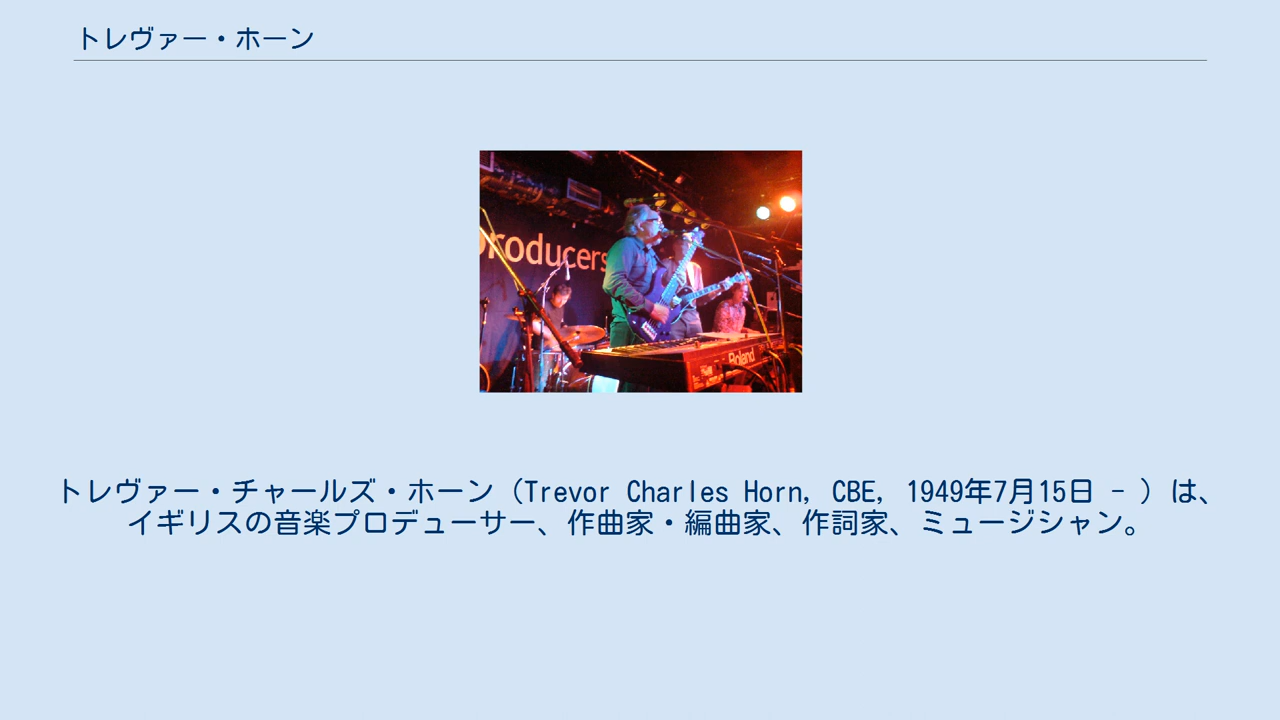 トレヴァー・ホーン
producers
Roland
トレヴァー・チャールズ・ホーン（Trevor Charles Horn, CBE, 1949年7月15日 - ）は、
イギリスの音楽プロデューサー、作曲家・編曲家、作詞家、ミュージシャン。